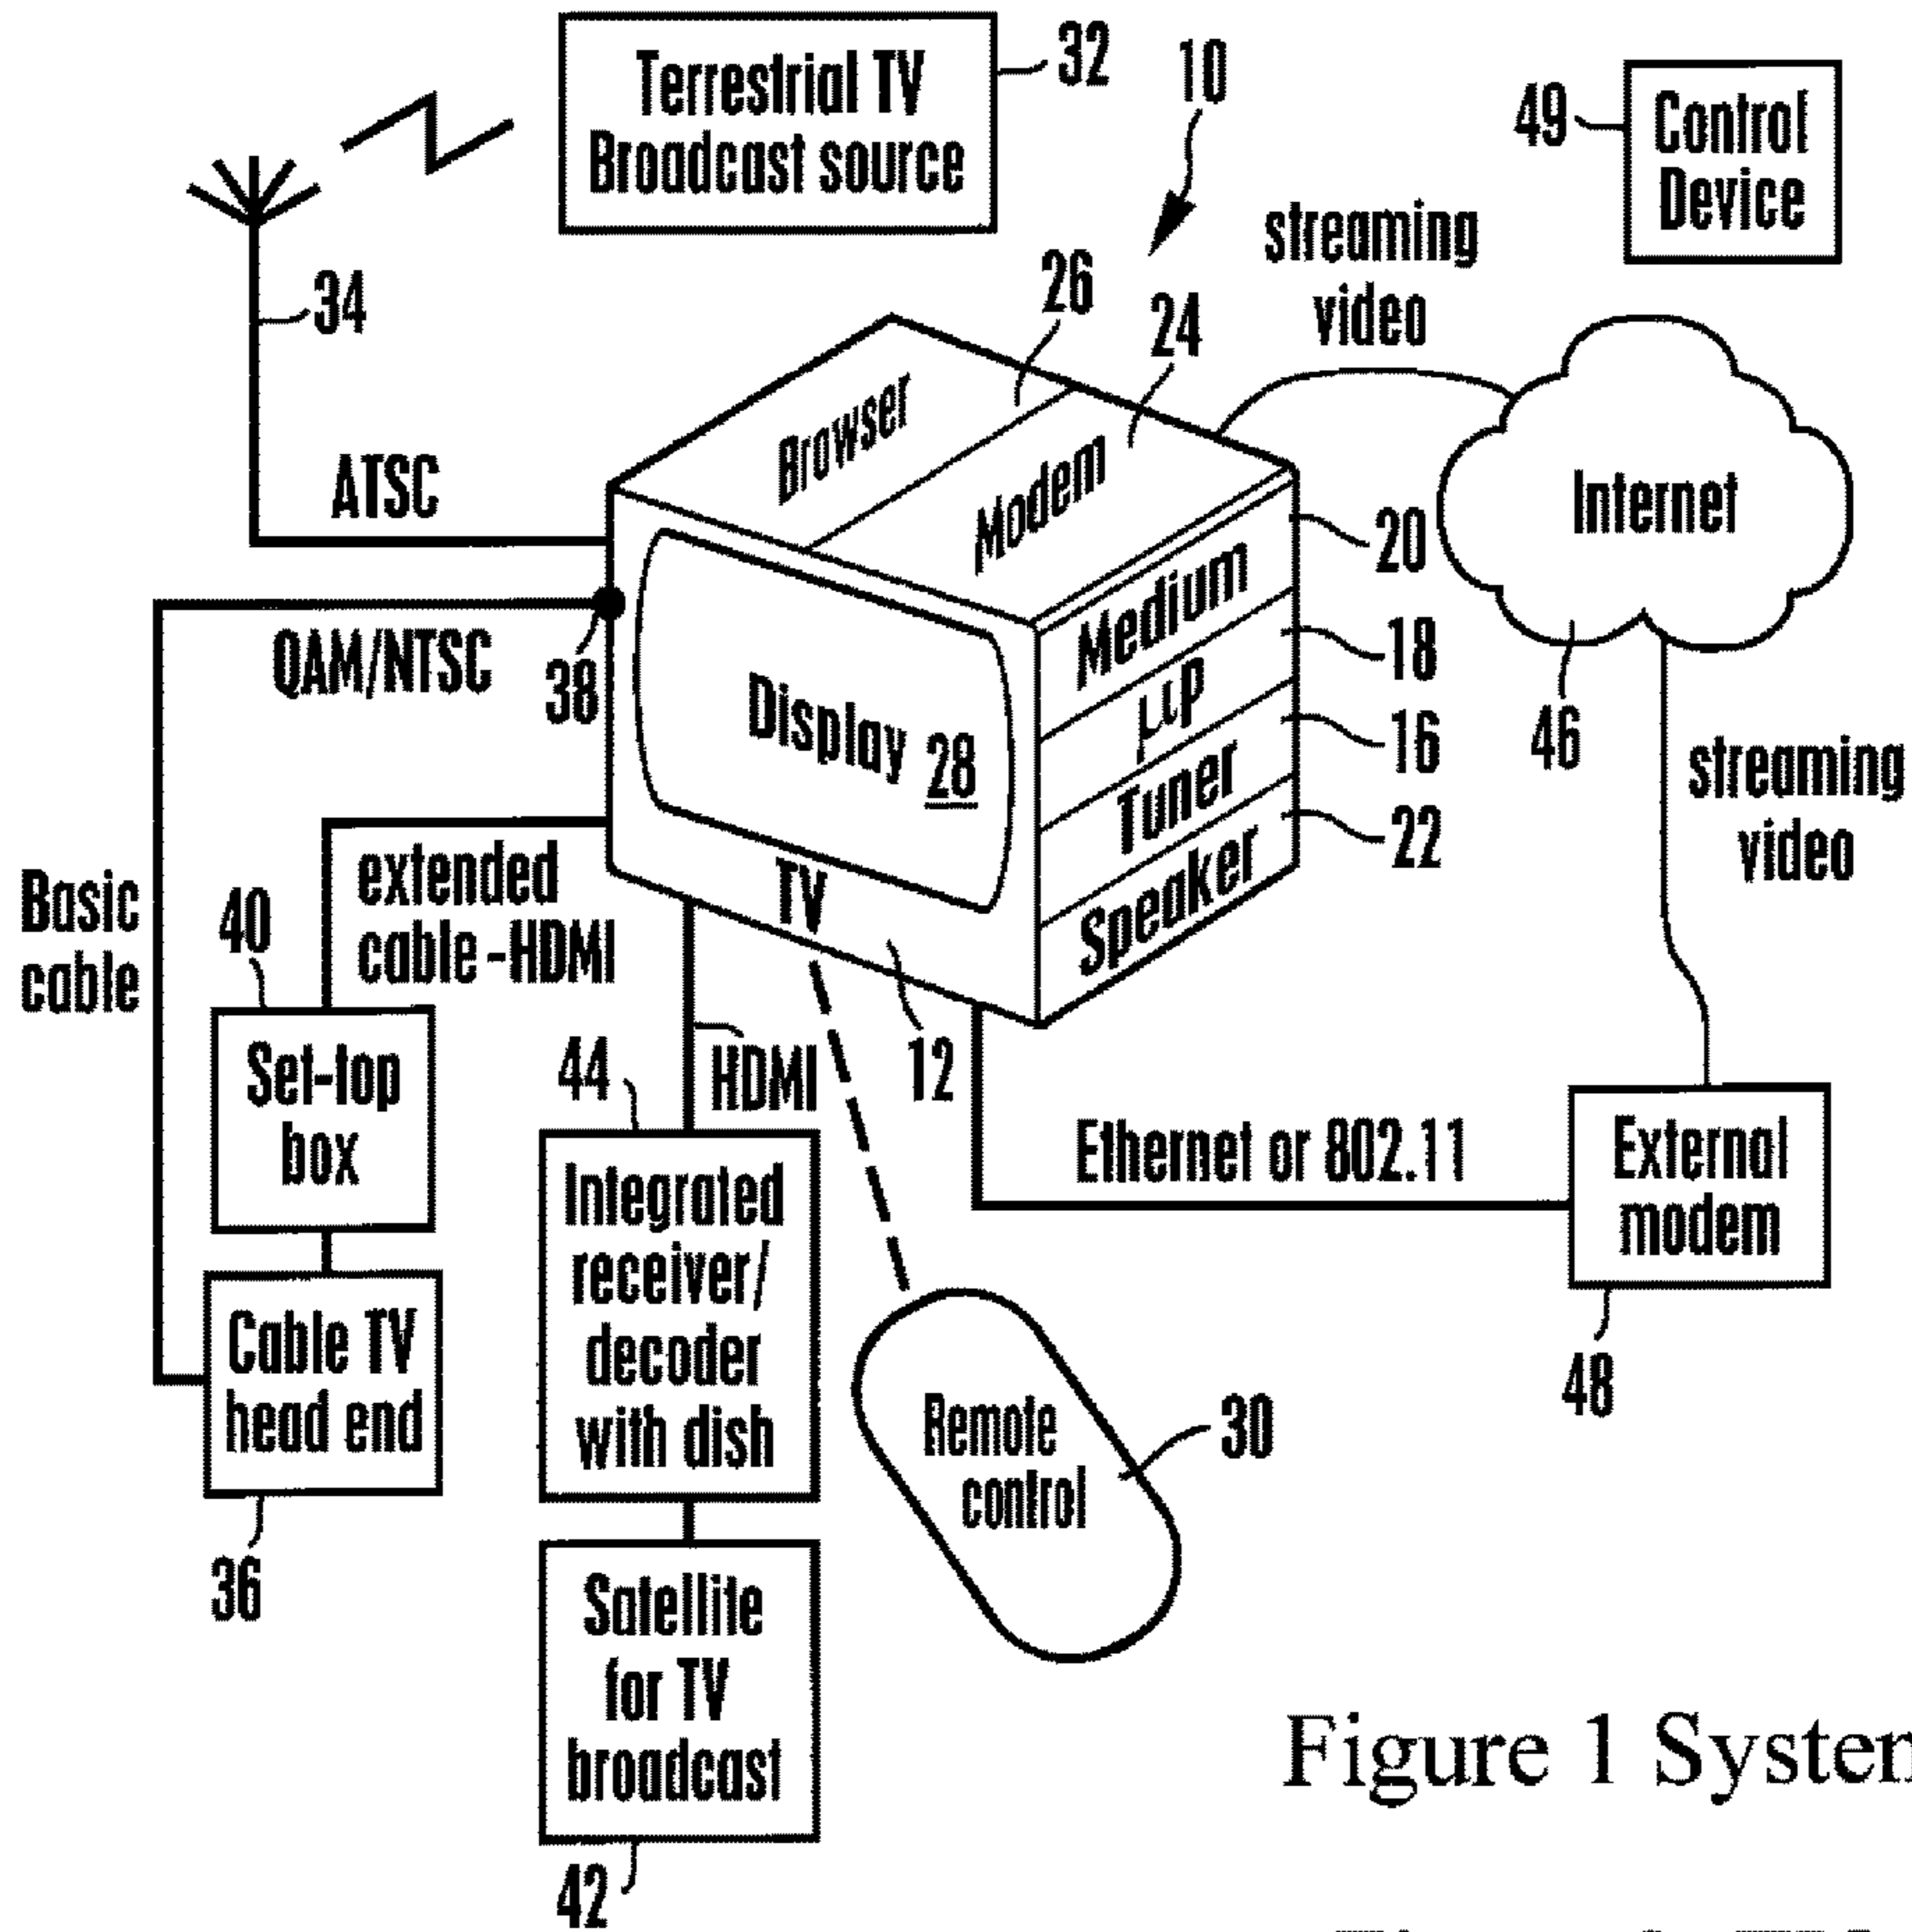 Terrestrial TV
Broadcast source
32
10
49
Control
Device
streaming
video
34
26
24
Browser
Modem
ATSC
Internet
20
QAM/NTSC
38
Medium
18
μP
16
Tuner
22
Speaker
Display 28
TV
46
streaming
video
Basic
cable
40
extended
cable-HDMI
Set-top
box
44
HDMI
12
Ethernet or 802.11
External
modem
Integrated
receiver/
decoder
with dish
Cable TV
head end
48
Remote
control
30
36
Satellite
for TV
broadcast
42
Figure 1 System